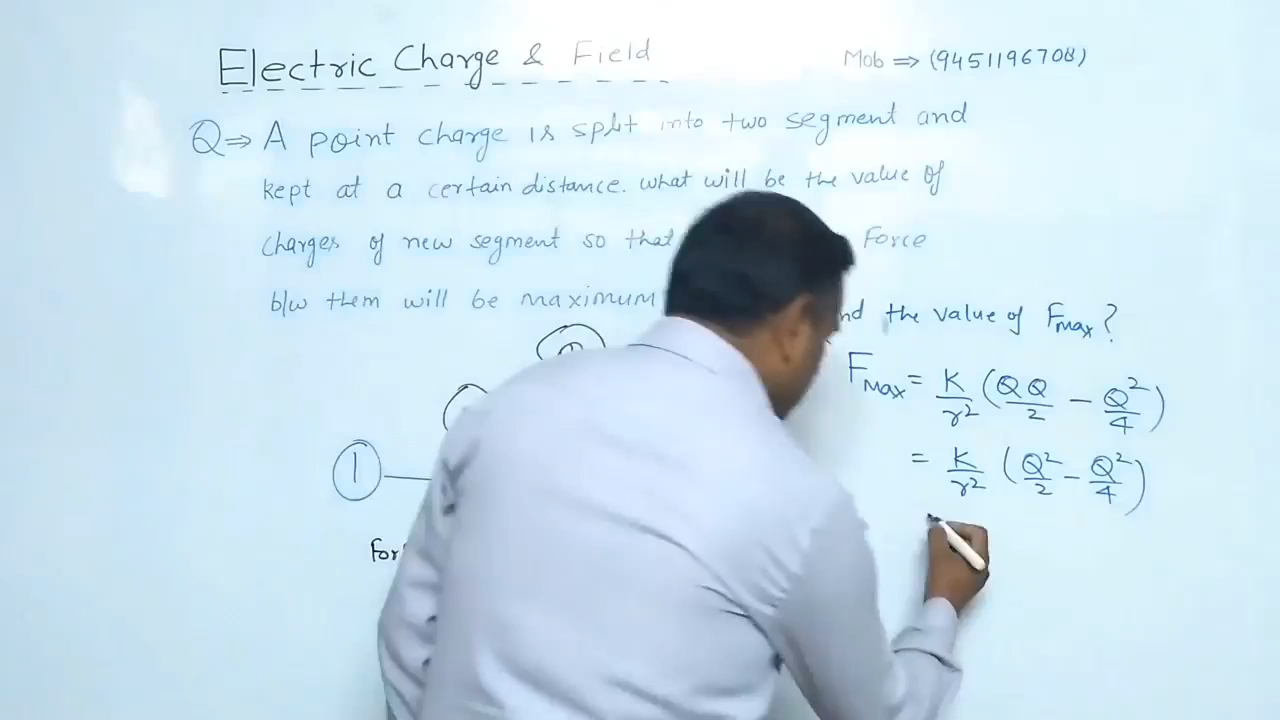 Electric Charge & Field
Mob ⇒ (9451196708)
Q⇒ A point charge is split into two segment and
kept at a certain distance. what will be the value of
charges of new segment so that Force
b/w them will be maximum the value of Fmax?
Fmax = K/r² (QQ/2 − Q²/4)
= K/r² (Q²/2 − Q²/4)
1
For